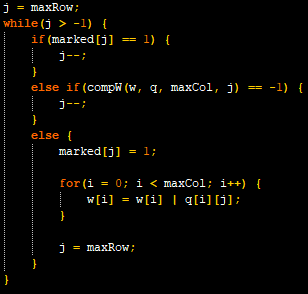 j = maxRow;
while(j > -1) {
if(marked[j] == 1) {
j--;
}
else if(compW(w, q, maxCol, j) == -1) {
j--;
}
else {
marked[j] = 1;
for(i = 0; i < maxCol; i++) {
w[i] = w[i] | q[i][j];
}
j = maxRow;
}
}